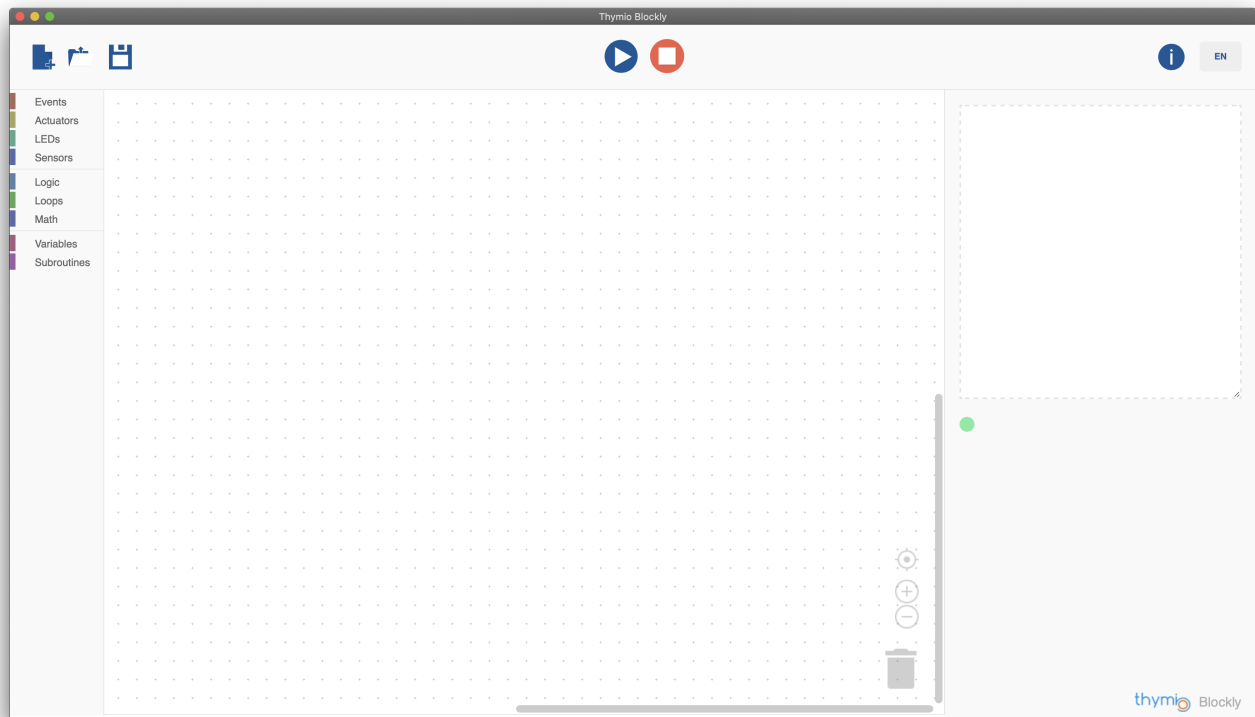 Thymio Blockly
EN
Events
Actuators
LEDs
Sensors
Logic
Loops
Math
Variables
Subroutines
thymio Blockly